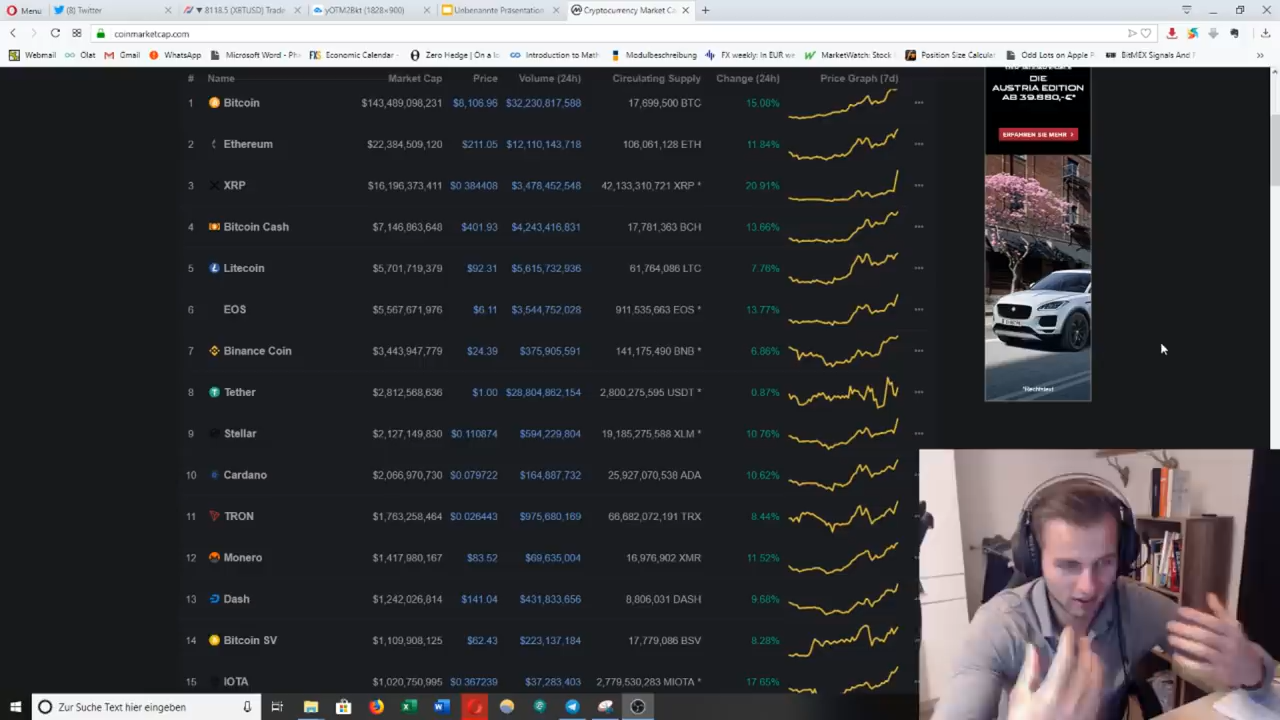 Menu Twitter × ▼ 8118.5 (XBTUSD) Trade × yOTM2Bkt (1828×900) × Unbenannte Präsentation × Cryptocurrency Market Ca × +
coinmarketcap.com
Webmail Olat Gmail WhatsApp Microsoft Word - Ph Economic Calendar - Zero Hedge | On a lo Introduction to Math Modulbeschreibung FX weekly: In EUR we MarketWatch: Stock Position Size Calcula Odd Lots on Apple P BitMEX Signals And T »
# Name Market Cap Price Volume (24h) Circulating Supply Change (24h) Price Graph (7d)
1 Bitcoin $143,489,098,231 $8,106.96 $32,230,817,588 17,699,500 BTC 15.08%
2 Ethereum $22,384,509,120 $211.05 $12,110,143,718 106,061,128 ETH 11.84%
3 XRP $16,196,373,411 $0.384408 $3,478,452,548 42,133,310,721 XRP * 20.91%
4 Bitcoin Cash $7,146,863,648 $401.93 $4,243,416,831 17,781,363 BCH 13.66%
5 Litecoin $5,701,719,379 $92.31 $5,615,732,936 61,764,086 LTC 7.76%
6 EOS $5,567,671,976 $6.11 $3,544,752,028 911,535,663 EOS * 13.77%
7 Binance Coin $3,443,947,779 $24.39 $375,905,591 141,175,490 BNB * 6.86%
8 Tether $2,812,568,636 $1.00 $28,804,862,154 2,800,275,595 USDT * 0.87%
9 Stellar $2,127,149,830 $0.110874 $594,229,804 19,185,275,588 XLM * 10.76%
10 Cardano $2,066,970,730 $0.079722 $164,887,732 25,927,070,538 ADA 10.62%
11 TRON $1,763,258,464 $0.026443 $975,680,169 66,682,072,191 TRX 8.44%
12 Monero $1,417,980,167 $83.52 $69,635,004 16,976,902 XMR 11.52%
13 Dash $1,242,026,814 $141.04 $431,833,656 8,806,031 DASH 9.68%
14 Bitcoin SV $1,109,908,125 $62.43 $223,137,184 17,779,086 BSV 8.28%
15 IOTA $1,020,750,995 $0.367239 $37,283,403 2,779,530,283 MIOTA * 17.65%
DIE
AUSTRIA EDITION
AB 39.880,-€*
ERFAHREN SIE MEHR >
*Rechtstext
Zur Suche Text hier eingeben